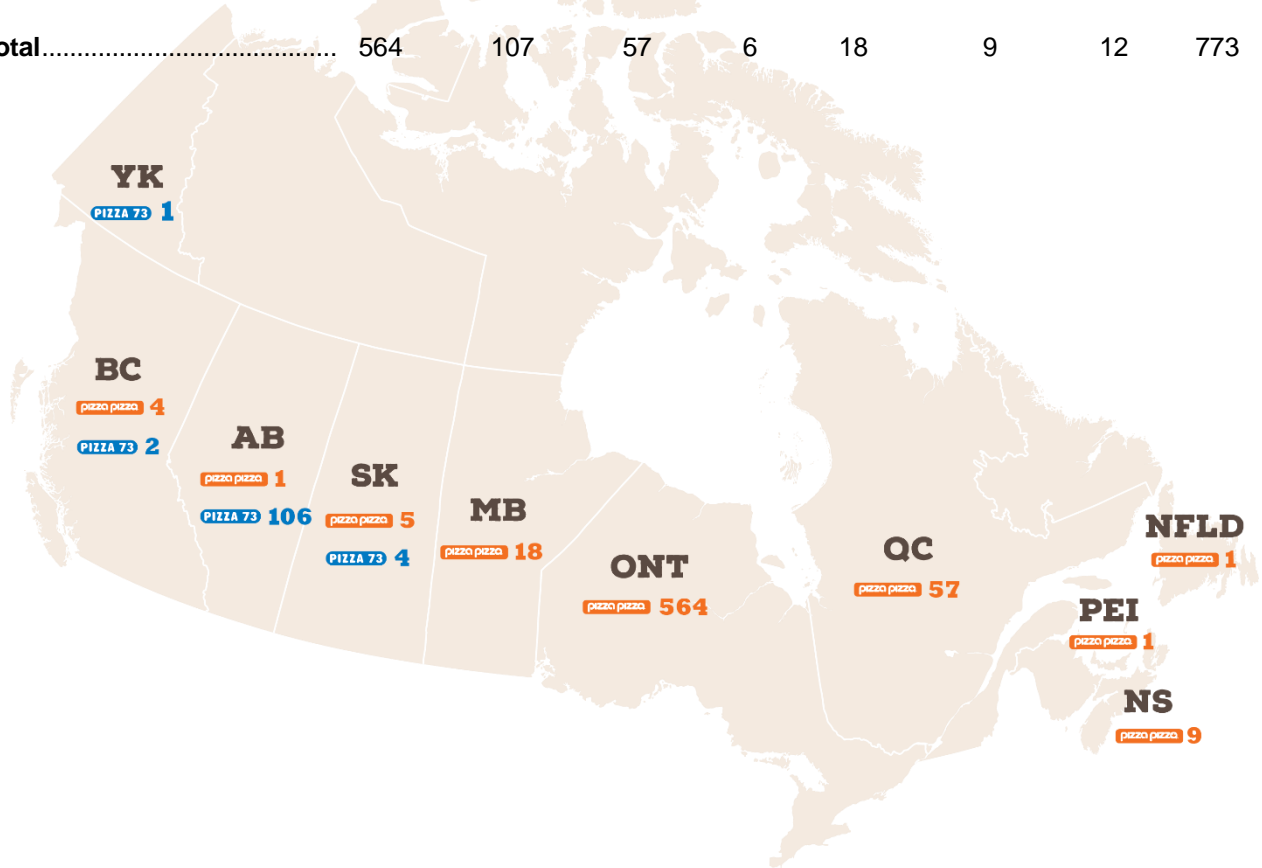 otal.......................................... 564 107 57 6 18 9 12 773
YK
PIZZA 73 1
BC
pizza pizza 4
PIZZA 73 2
AB
pizza pizza 1
PIZZA 73 106
SK
pizza pizza 5
PIZZA 73 4
MB
pizza pizza 18
ONT
pizza pizza 564
QC
pizza pizza 57
NFLD
pizza pizza 1
PEI
pizza pizza 1
NS
pizza pizza 9